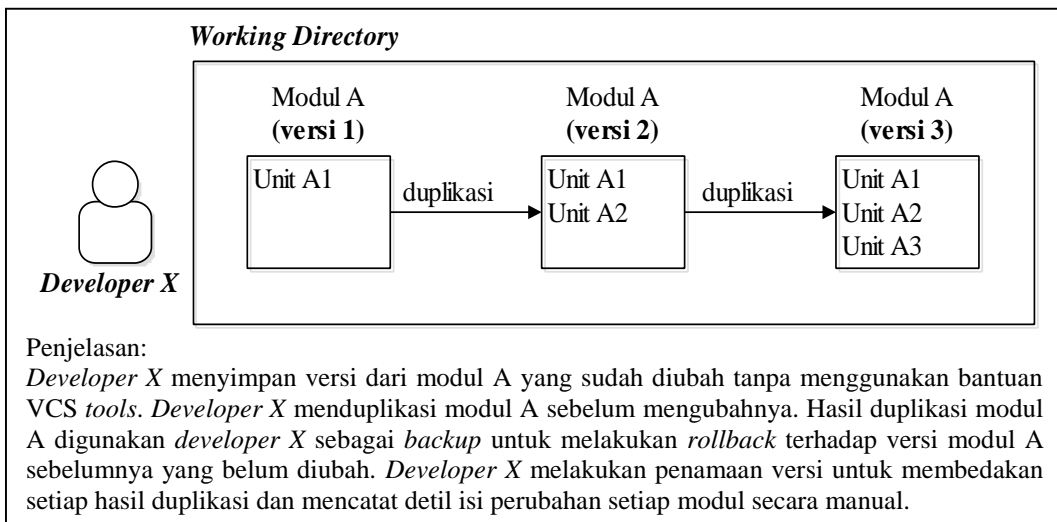 Working Directory
Modul A
(versi 1)
Modul A
(versi 2)
Modul A
(versi 3)
Unit A1
duplikasi
Unit A1
Unit A2
duplikasi
Unit A1
Unit A2
Unit A3
Developer X
Penjelasan:
Developer X menyimpan versi dari modul A yang sudah diubah tanpa menggunakan bantuan
VCS tools. Developer X menduplikasi modul A sebelum mengubahnya. Hasil duplikasi modul
A digunakan developer X sebagai backup untuk melakukan rollback terhadap versi modul A
sebelumnya yang belum diubah. Developer X melakukan penamaan versi untuk membedakan
setiap hasil duplikasi dan mencatat detil isi perubahan setiap modul secara manual.